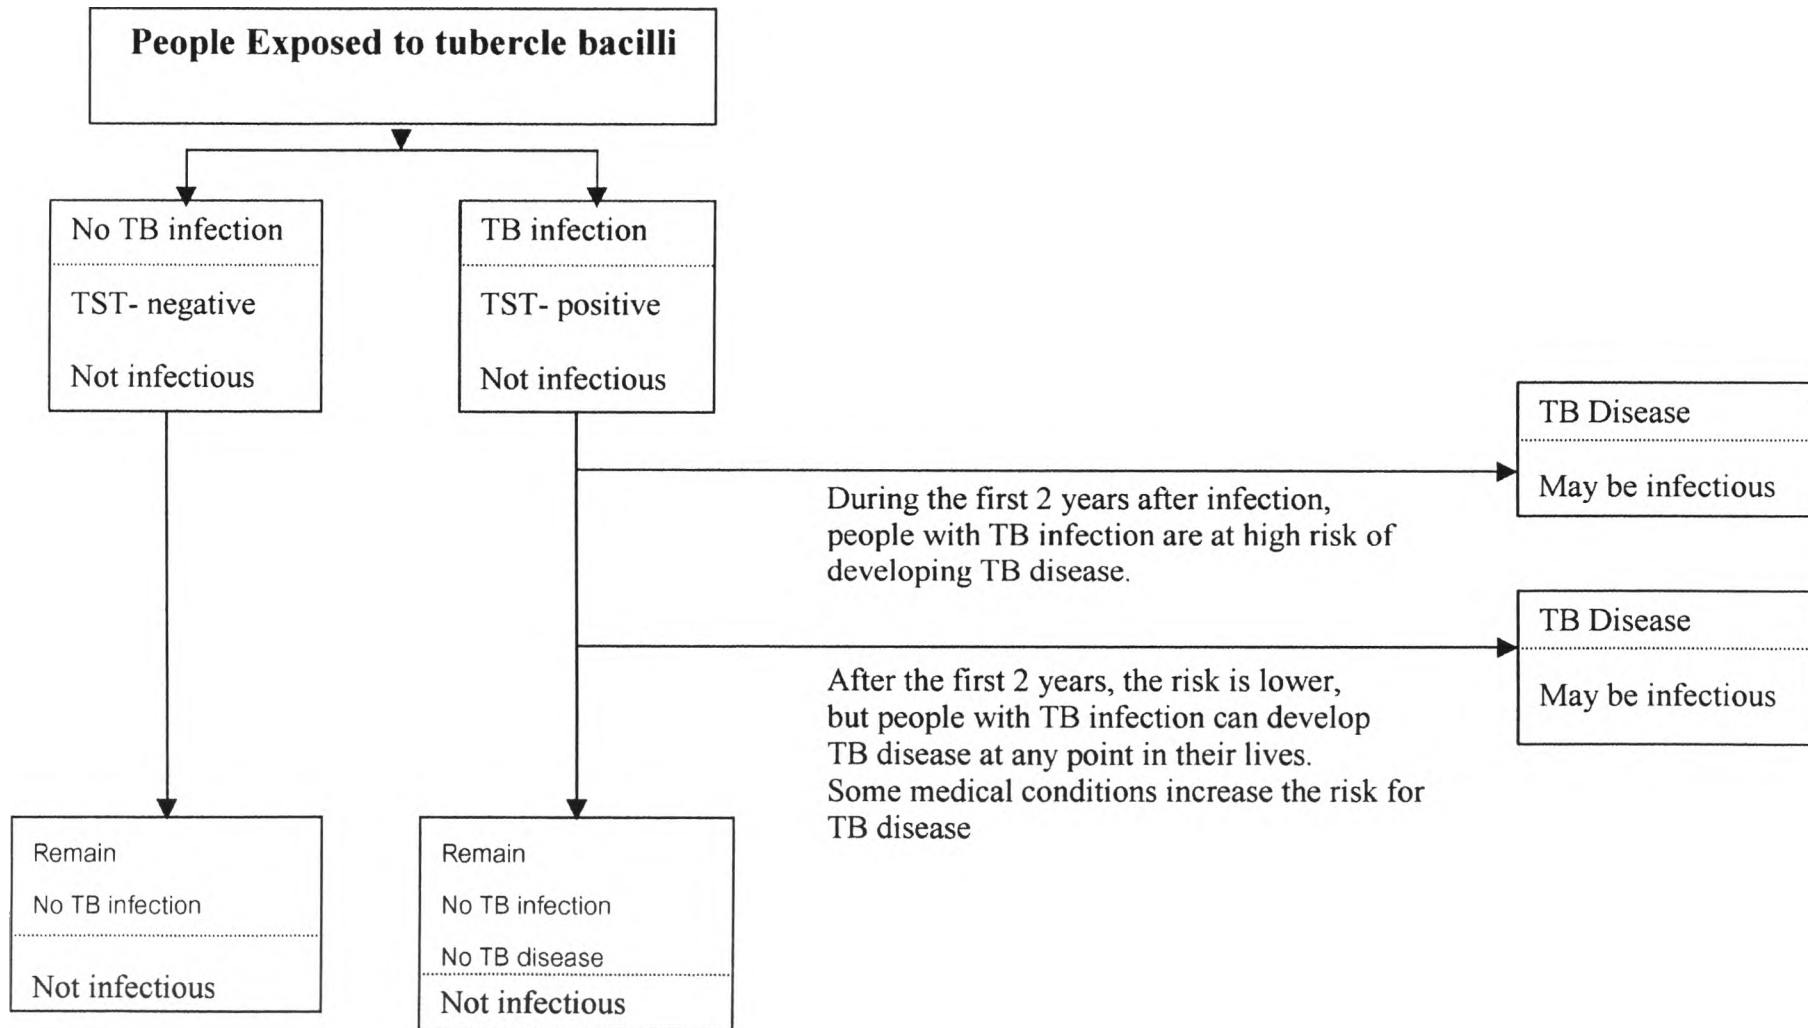 People Exposed to tubercle bacilli
No TB infection
TST- negative
Not infectious
TB infection
TST- positive
Not infectious
TB Disease
May be infectious
During the first 2 years after infection,
people with TB infection are at high risk of
developing TB disease.
TB Disease
May be infectious
After the first 2 years, the risk is lower,
but people with TB infection can develop
TB disease at any point in their lives.
Some medical conditions increase the risk for
TB disease
Remain
No TB infection
Not infectious
Remain
No TB infection
No TB disease
Not infectious